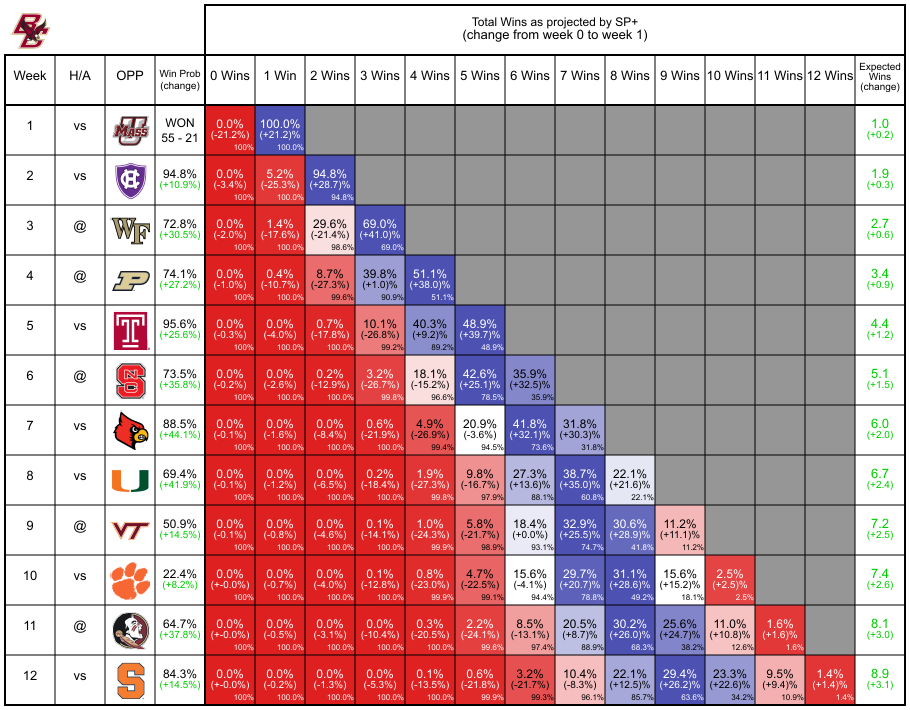 Total Wins as projected by SP+
(change from week 0 to week 1)
Week H/A OPP Win Prob (change) 0 Wins 1 Win 2 Wins 3 Wins 4 Wins 5 Wins 6 Wins 7 Wins 8 Wins 9 Wins 10 Wins 11 Wins 12 Wins Expected Wins (change)
1 vs MASS WON 0.0% 100.0% 1.0
55 - 21 (-21.2%) (+21.2)% (+0.2)
100% 100.0%
2 vs 94.8% 0.0% 5.2% 94.8% 1.9
(+10.9%) (-3.4%) (-25.3%) (+28.7)% (+0.3)
100% 100.0% 94.8%
3 @ WF 72.8% 0.0% 1.4% 29.6% 69.0% 2.7
(+30.5%) (-2.0%) (-17.6%) (-21.4%) (+41.0)% (+0.6)
100% 100.0% 98.6% 69.0%
4 @ P 74.1% 0.0% 0.4% 8.7% 39.8% 51.1% 3.4
(+27.2%) (-1.0%) (-10.7%) (-27.3%) (+1.0)% (+38.0)% (+0.9)
100% 100.0% 99.6% 90.9% 51.1%
5 vs T 95.6% 0.0% 0.0% 0.7% 10.1% 40.3% 48.9% 4.4
(+25.6%) (-0.3%) (-4.0%) (-17.8%) (-26.8%) (+9.2)% (+39.7)% (+1.2)
100% 100.0% 100.0% 99.2% 89.2% 48.9%
6 @ S 73.5% 0.0% 0.0% 0.2% 3.2% 18.1% 42.6% 35.9% 5.1
(+35.8%) (-0.2%) (-2.6%) (-12.9%) (-26.7%) (-15.2%) (+25.1)% (+32.5)% (+1.5)
100% 100.0% 100.0% 99.8% 96.6% 78.5% 35.9%
7 vs 88.5% 0.0% 0.0% 0.0% 0.6% 4.9% 20.9% 41.8% 31.8% 6.0
(+44.1%) (-0.1%) (-1.6%) (-8.4%) (-21.9%) (-26.9%) (-3.6%) (+32.1)% (+30.3)% (+2.0)
100% 100.0% 100.0% 100.0% 99.4% 94.5% 73.6% 31.8%
8 vs 69.4% 0.0% 0.0% 0.0% 0.2% 1.9% 9.8% 27.3% 38.7% 22.1% 6.7
(+41.9%) (-0.1%) (-1.2%) (-6.5%) (-18.4%) (-27.3%) (-16.7%) (+13.6)% (+35.0)% (+21.6)% (+2.4)
100% 100.0% 100.0% 100.0% 99.8% 97.9% 88.1% 60.8% 22.1%
9 @ VT 50.9% 0.0% 0.0% 0.0% 0.1% 1.0% 5.8% 18.4% 32.9% 30.6% 11.2% 7.2
(+14.5%) (-0.1%) (-0.8%) (-4.6%) (-14.1%) (-24.3%) (-21.7%) (+0.0)% (+25.5)% (+28.9)% (+11.1)% (+2.5)
100% 100.0% 100.0% 100.0% 99.9% 98.9% 93.1% 74.7% 41.8% 11.2%
10 vs 22.4% 0.0% 0.0% 0.0% 0.1% 0.8% 4.7% 15.6% 29.7% 31.1% 15.6% 2.5% 7.4
(+8.2%) (+-0.0%) (-0.7%) (-4.0%) (-12.8%) (-23.0%) (-22.5%) (-4.1%) (+20.7)% (+28.6)% (+15.2)% (+2.5)% (+2.6)
100% 100.0% 100.0% 100.0% 99.9% 99.1% 94.4% 78.8% 49.2% 18.1% 2.5%
11 @ 64.7% 0.0% 0.0% 0.0% 0.0% 0.3% 2.2% 8.5% 20.5% 30.2% 25.6% 11.0% 1.6% 8.1
(+37.8%) (+-0.0%) (-0.5%) (-3.1%) (-10.4%) (-20.5%) (-24.1%) (-13.1%) (+8.7)% (+26.0)% (+24.7)% (+10.8)% (+1.6)% (+3.0)
100% 100.0% 100.0% 100.0% 100.0% 99.6% 97.4% 88.9% 68.3% 38.2% 12.6% 1.6%
12 vs S 84.3% 0.0% 0.0% 0.0% 0.0% 0.1% 0.6% 3.2% 10.4% 22.1% 29.4% 23.3% 9.5% 1.4% 8.9
(+14.5%) (+-0.0%) (-0.2%) (-1.3%) (-5.3%) (-13.5%) (-21.8%) (-21.7%) (-8.3%) (+12.5)% (+26.2)% (+22.6)% (+9.4)% (+1.4)% (+3.1)
100% 100.0% 100.0% 100.0% 100.0% 99.9% 99.3% 96.1% 85.7% 63.6% 34.2% 10.9% 1.4%